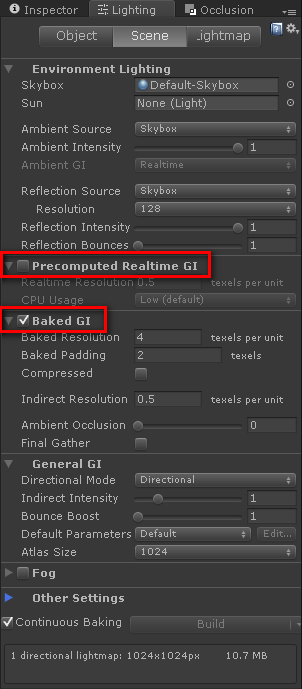 Inspector Lighting Occlusion
Object Scene Lightmap
Environment Lighting
Skybox Default-Skybox
Sun None (Light)
Ambient Source Skybox
Ambient Intensity 1
Ambient GI Realtime
Reflection Source Skybox
Resolution 128
Reflection Intensity 1
Reflection Bounces 1
Precomputed Realtime GI
Realtime Resolution 0.5 texels per unit
CPU Usage Low (default)
Baked GI
Baked Resolution 4 texels per unit
Baked Padding 2 texels
Compressed
Indirect Resolution 0.5 texels per unit
Ambient Occlusion 0
Final Gather
General GI
Directional Mode Directional
Indirect Intensity 1
Bounce Boost 1
Default Parameters Default Edit...
Atlas Size 1024
Fog
Other Settings
Continuous Baking Build
1 directional lightmap: 1024x1024px 10.7 MB